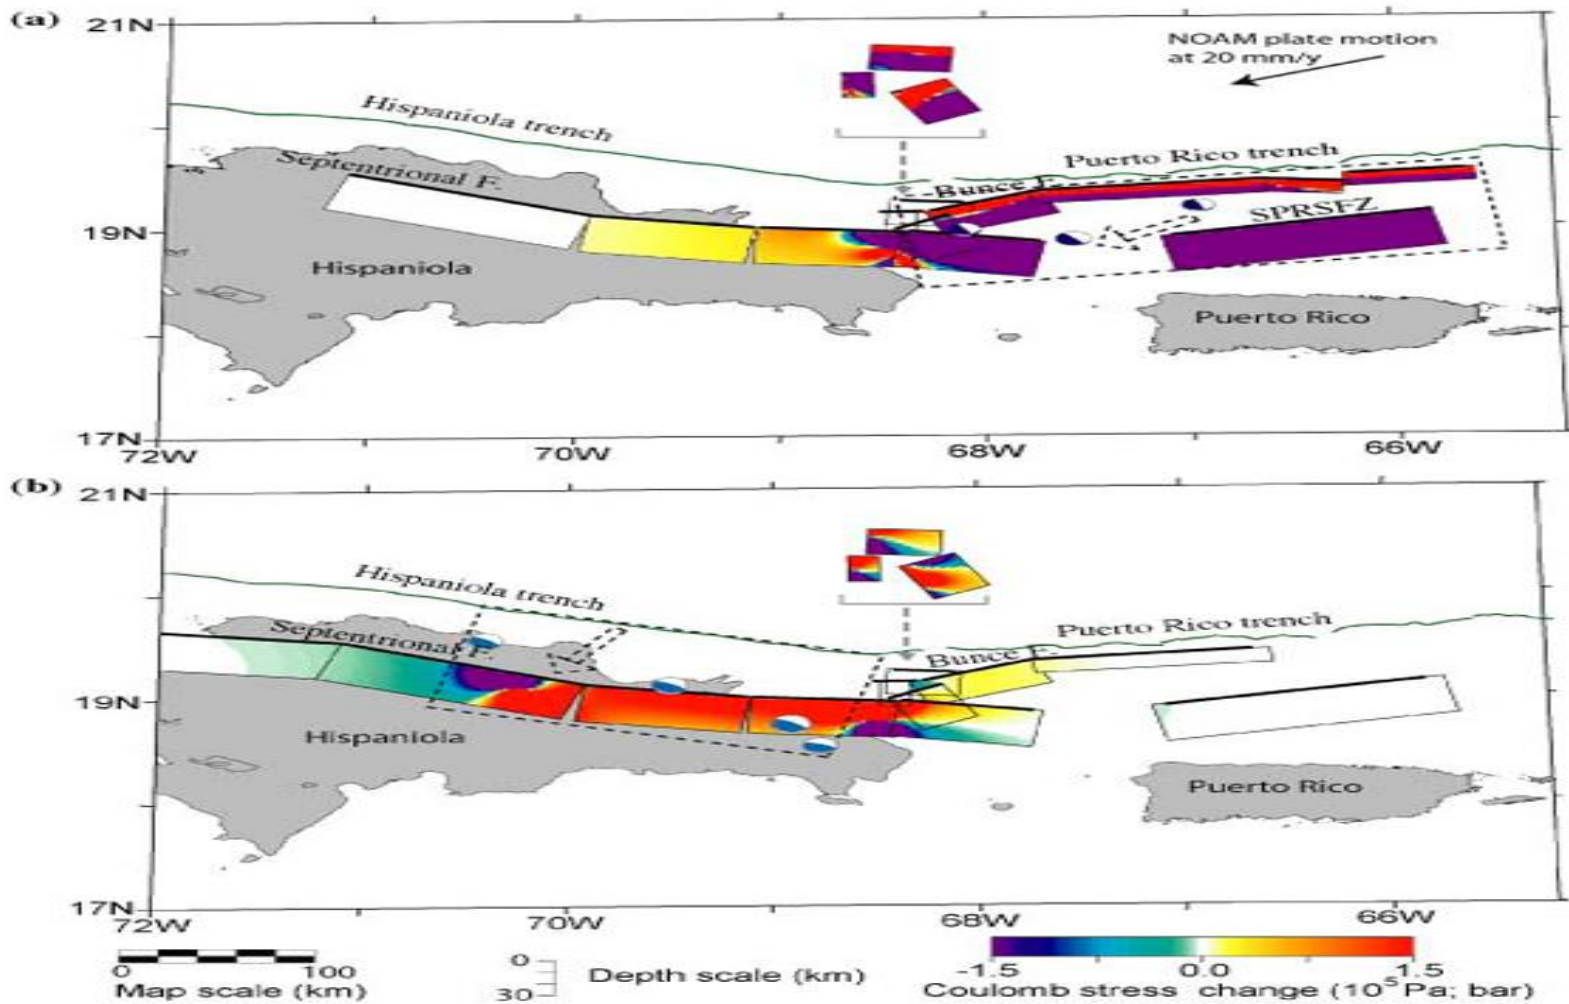 (a)
21N
NOAM plate motion
at 20 mm/y
Hispaniola trench
Septentrional F.
Puerto Rico trench
Bunce F.
SPRSFZ
19N
Hispaniola
Puerto Rico
17N
72W 70W 68W 66W
(b)
21N
Hispaniola trench
Septentrional F.
Puerto Rico trench
Bunce F.
19N
Hispaniola
Puerto Rico
17N
72W 70W 68W 66W
0 100
Map scale (km)
0
30
Depth scale (km)
-1.5 0.0 1.5
Coulomb stress change (10⁵Pa; bar)